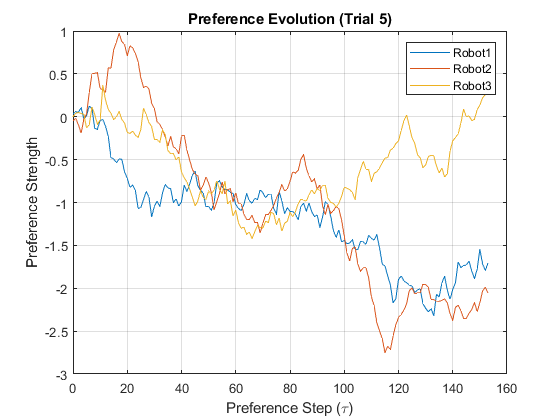 Preference Evolution (Trial 5)
Robot1
Robot2
Robot3
Preference Strength
1
0.5
0
-0.5
-1
-1.5
-2
-2.5
-3
0 20 40 60 80 100 120 140 160
Preference Step (τ)